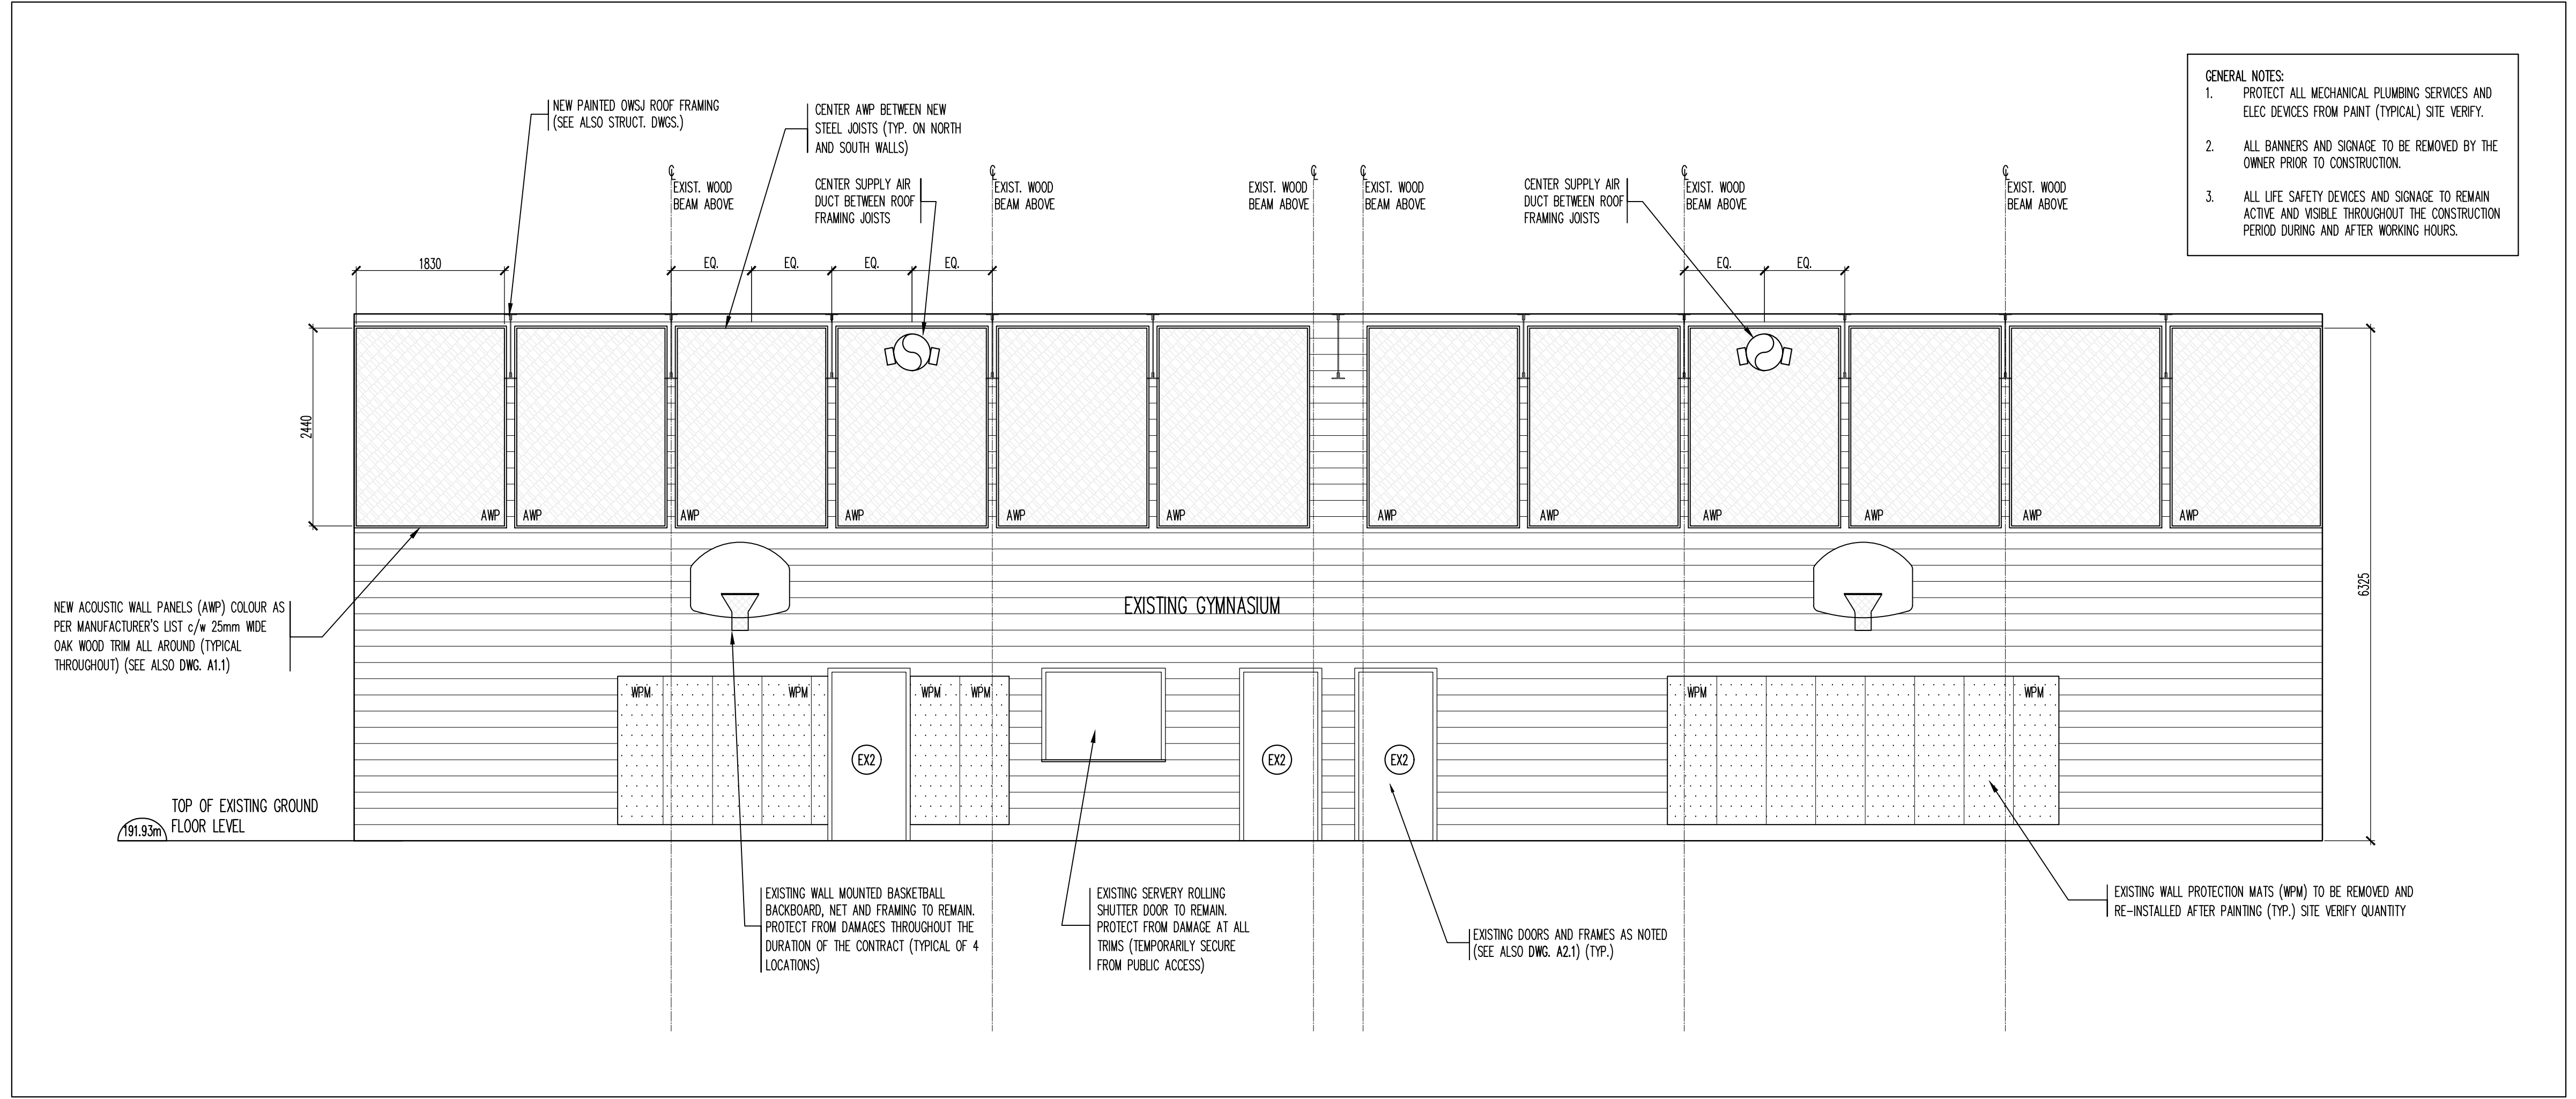 GENERAL NOTES:
1. PROTECT ALL MECHANICAL PLUMBING SERVICES AND
ELEC DEVICES FROM PAINT (TYPICAL) SITE VERIFY.
2. ALL BANNERS AND SIGNAGE TO BE REMOVED BY THE
OWNER PRIOR TO CONSTRUCTION.
3. ALL LIFE SAFETY DEVICES AND SIGNAGE TO REMAIN
ACTIVE AND VISIBLE THROUGHOUT THE CONSTRUCTION
PERIOD DURING AND AFTER WORKING HOURS.
NEW PAINTED OWSJ ROOF FRAMING
(SEE ALSO STRUCT. DWGS.)
CENTER AWP BETWEEN NEW
STEEL JOISTS (TYP. ON NORTH
AND SOUTH WALLS)
CENTER SUPPLY AIR
DUCT BETWEEN ROOF
FRAMING JOISTS
CENTER SUPPLY AIR
DUCT BETWEEN ROOF
FRAMING JOISTS
℄
EXIST. WOOD
BEAM ABOVE
℄
EXIST. WOOD
BEAM ABOVE
℄
EXIST. WOOD
BEAM ABOVE
℄
EXIST. WOOD
BEAM ABOVE
℄
EXIST. WOOD
BEAM ABOVE
℄
EXIST. WOOD
BEAM ABOVE
1830
EQ.
EQ.
EQ.
EQ.
EQ.
EQ.
2440
AWP
AWP
AWP
AWP
AWP
AWP
AWP
AWP
AWP
AWP
AWP
AWP
6325
EXISTING GYMNASIUM
NEW ACOUSTIC WALL PANELS (AWP) COLOUR AS
PER MANUFACTURER'S LIST c/w 25mm WIDE
OAK WOOD TRIM ALL AROUND (TYPICAL
THROUGHOUT) (SEE ALSO DWG. A1.1)
WPM
WPM
WPM
WPM
WPM
WPM
EX2
EX2
EX2
TOP OF EXISTING GROUND
FLOOR LEVEL
191.93m
EXISTING WALL MOUNTED BASKETBALL
BACKBOARD, NET AND FRAMING TO REMAIN.
PROTECT FROM DAMAGES THROUGHOUT THE
DURATION OF THE CONTRACT (TYPICAL OF 4
LOCATIONS)
EXISTING SERVERY ROLLING
SHUTTER DOOR TO REMAIN.
PROTECT FROM DAMAGE AT ALL
TRIMS (TEMPORARILY SECURE
FROM PUBLIC ACCESS)
EXISTING DOORS AND FRAMES AS NOTED
(SEE ALSO DWG. A2.1) (TYP.)
EXISTING WALL PROTECTION MATS (WPM) TO BE REMOVED AND
RE-INSTALLED AFTER PAINTING (TYP.) SITE VERIFY QUANTITY